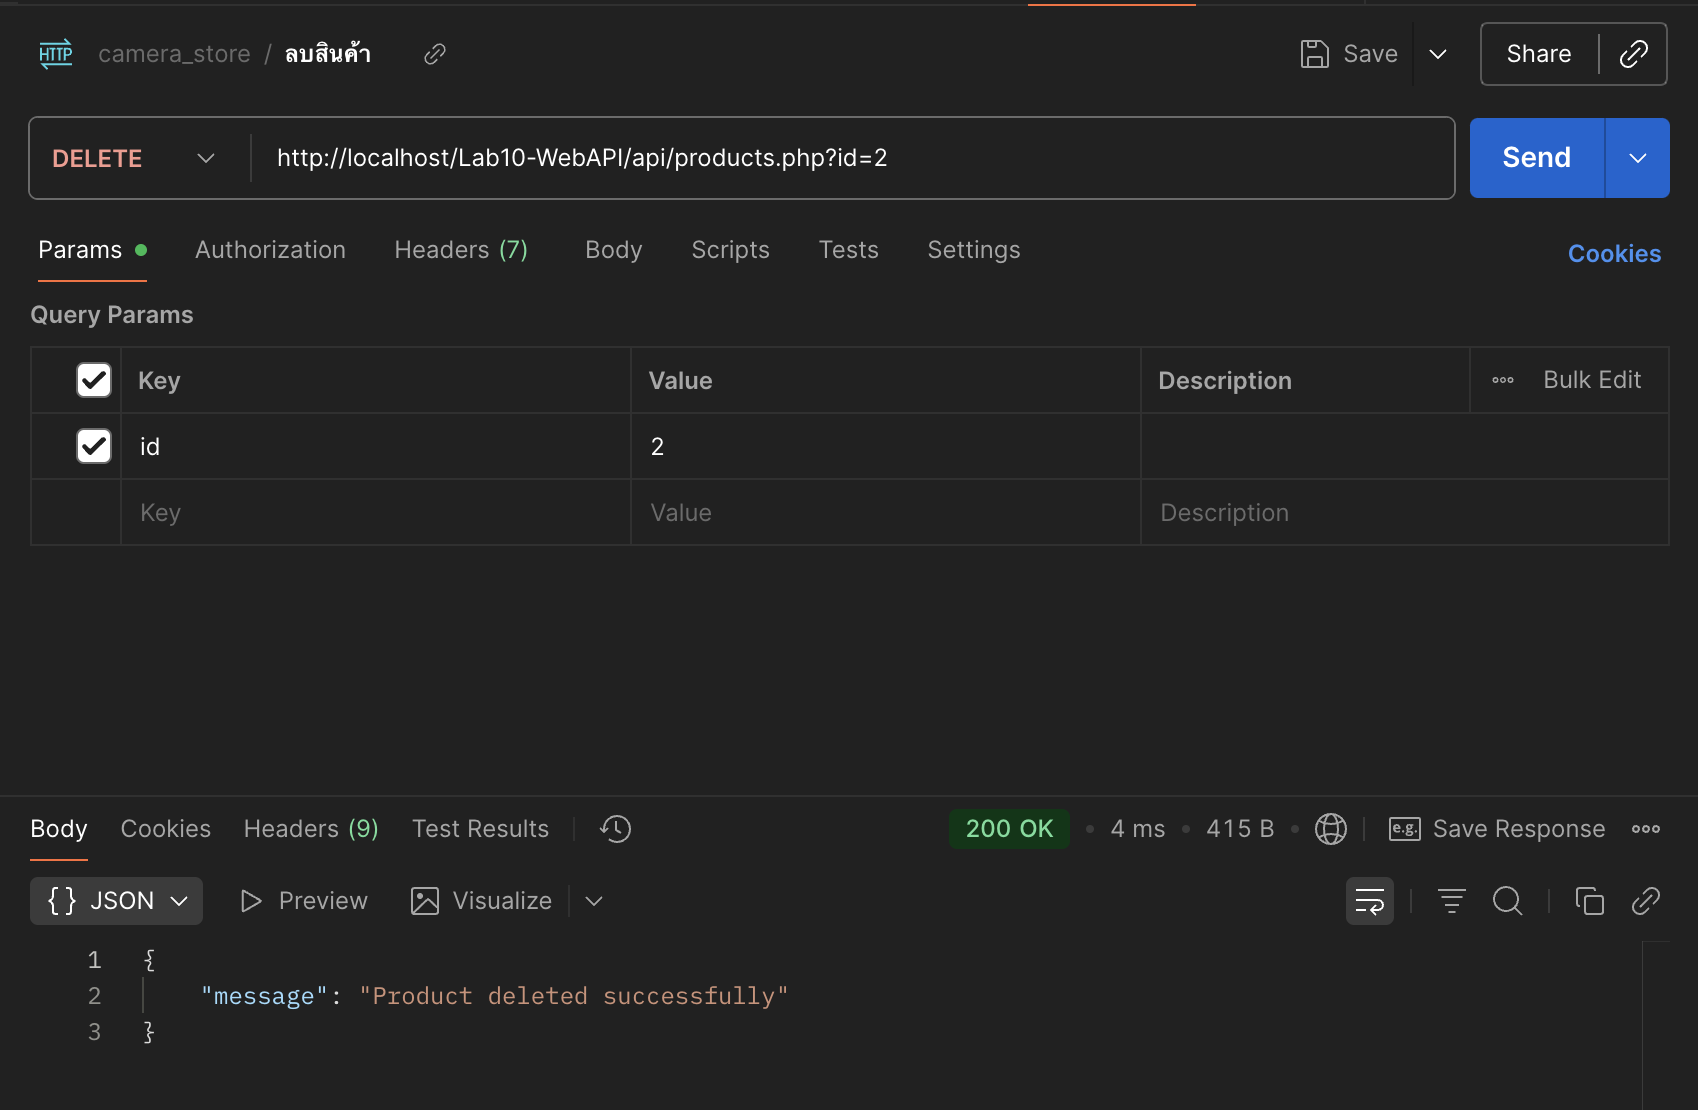 HTTP camera_store / ลบสินค้า Save Share
DELETE http://localhost/Lab10-WebAPI/api/products.php?id=2 Send
Params Authorization Headers (7) Body Scripts Tests Settings Cookies
Query Params
Key Value Description Bulk Edit
id 2
Key Value Description
Body Cookies Headers (9) Test Results 200 OK 4 ms 415 B e.g. Save Response
{} JSON Preview Visualize
1 {
2 "message": "Product deleted successfully"
3 }